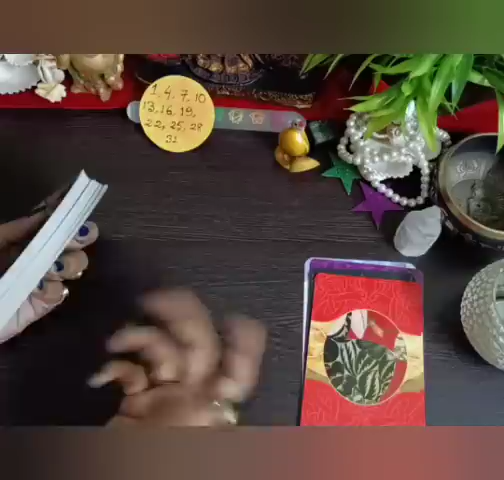 1, 4, 7, 10
13, 16, 19,
22, 25, 28
31